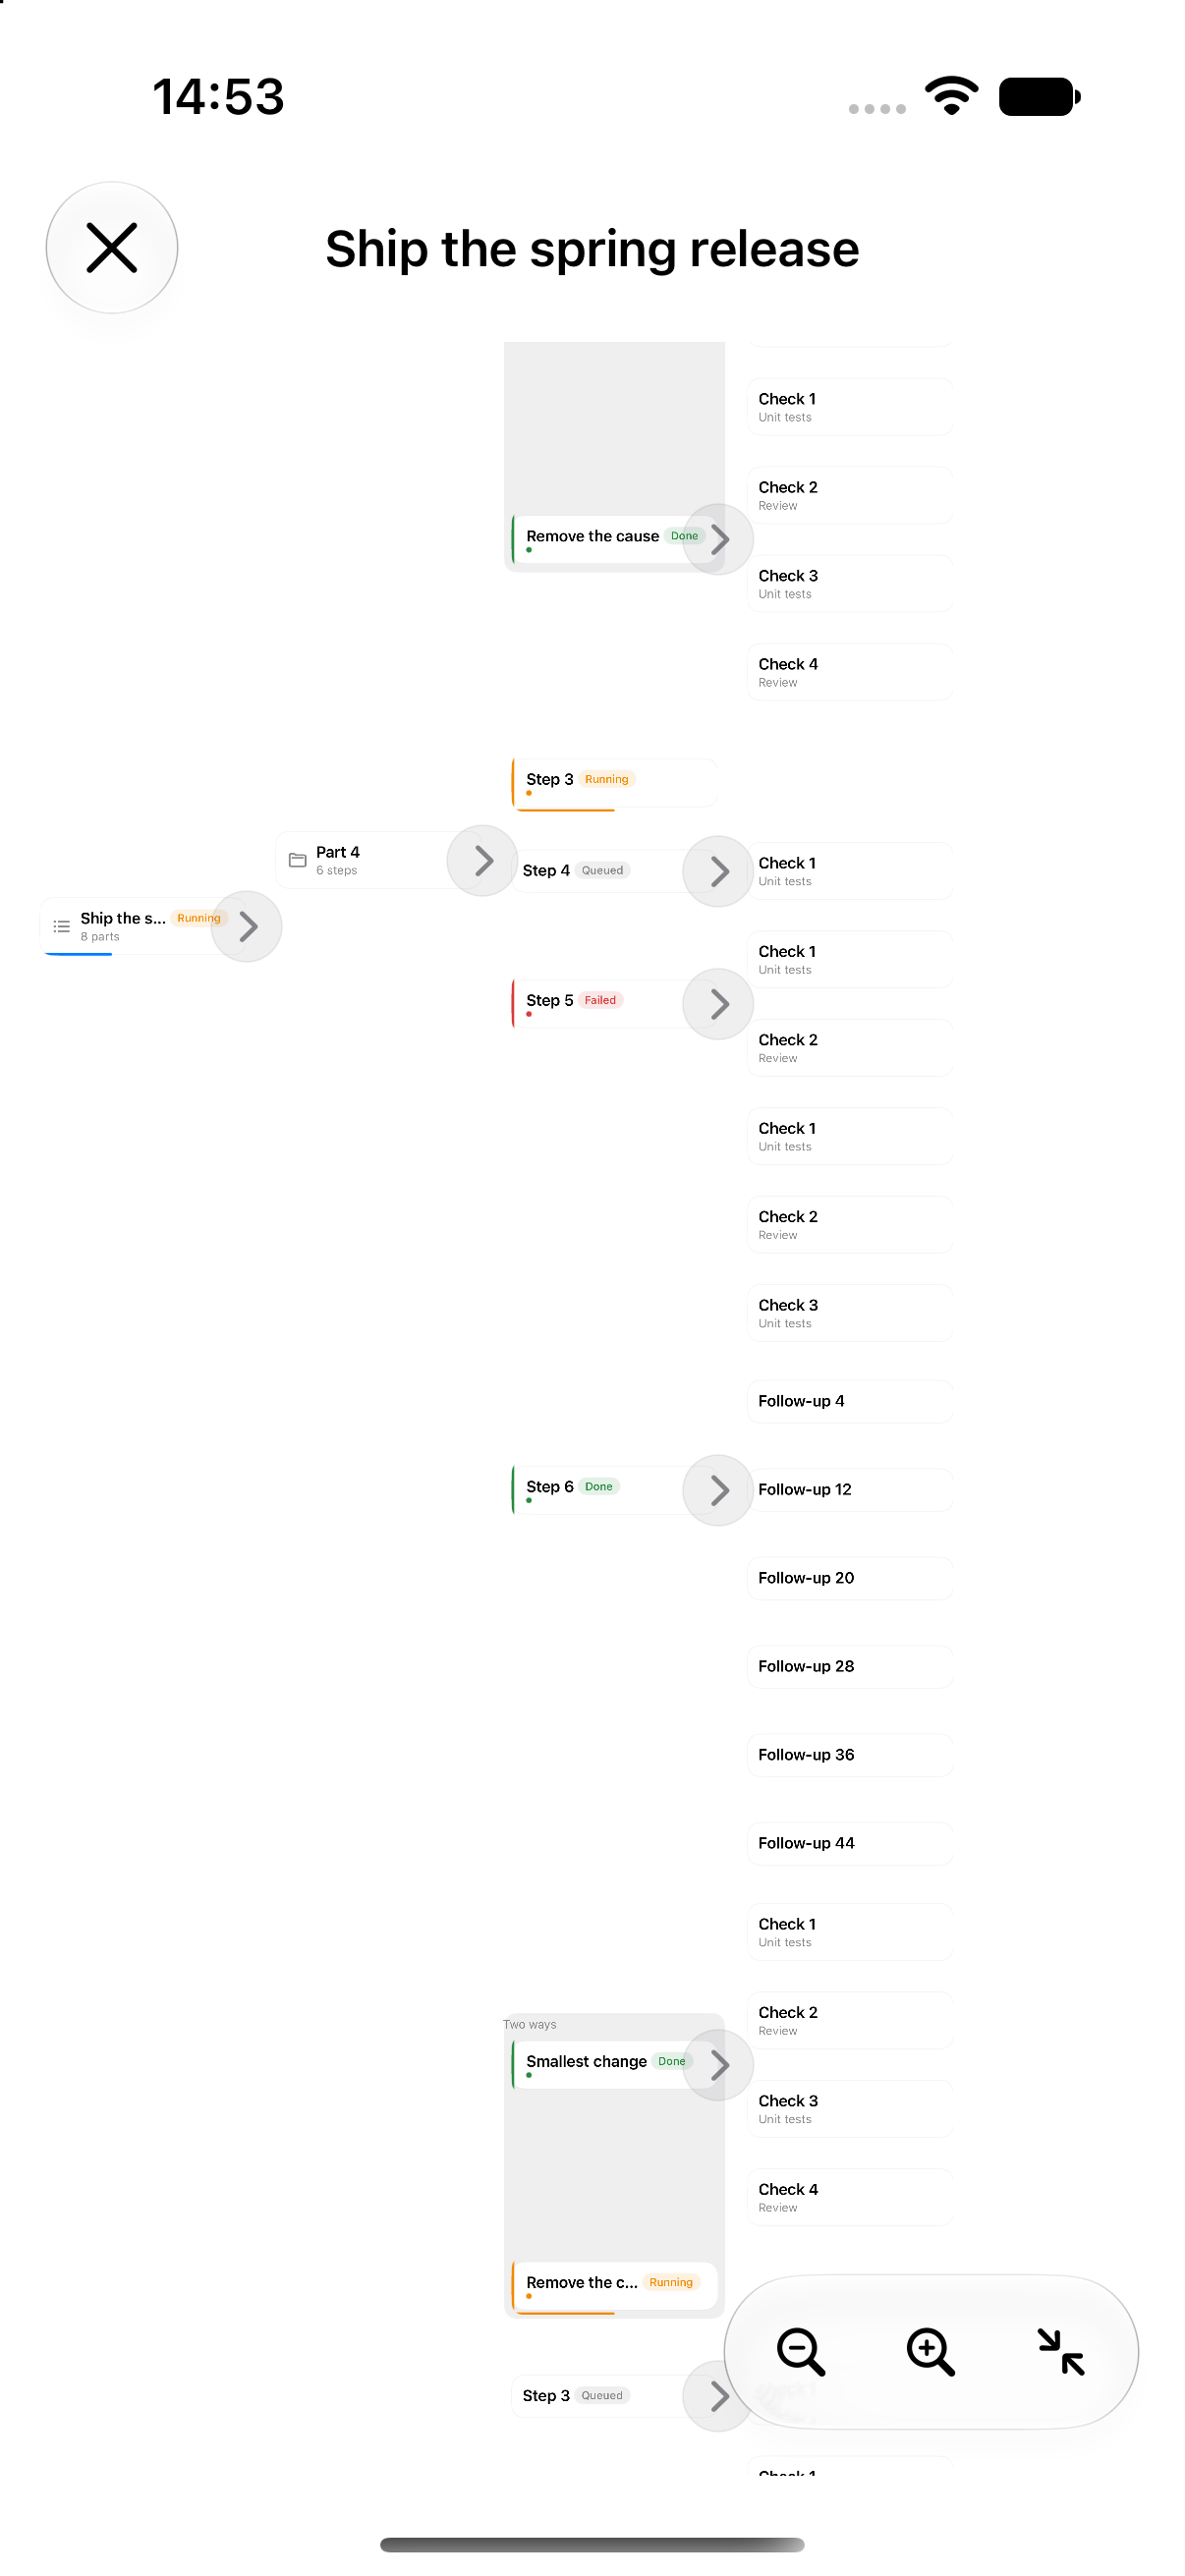 14:53
Ship the spring release
Check 1
Unit tests
Check 2
Review
Remove the cause Done
Check 3
Unit tests
Check 4
Review
Step 3 Running
Part 4
6 steps
Step 4 Queued
Check 1
Unit tests
Ship the s... Running
8 parts
Check 1
Unit tests
Step 5 Failed
Check 2
Review
Check 1
Unit tests
Check 2
Review
Check 3
Unit tests
Follow-up 4
Step 6 Done
Follow-up 12
Follow-up 20
Follow-up 28
Follow-up 36
Follow-up 44
Check 1
Unit tests
Two ways
Check 2
Review
Smallest change Done
Check 3
Unit tests
Check 4
Review
Remove the c... Running
Step 3 Queued